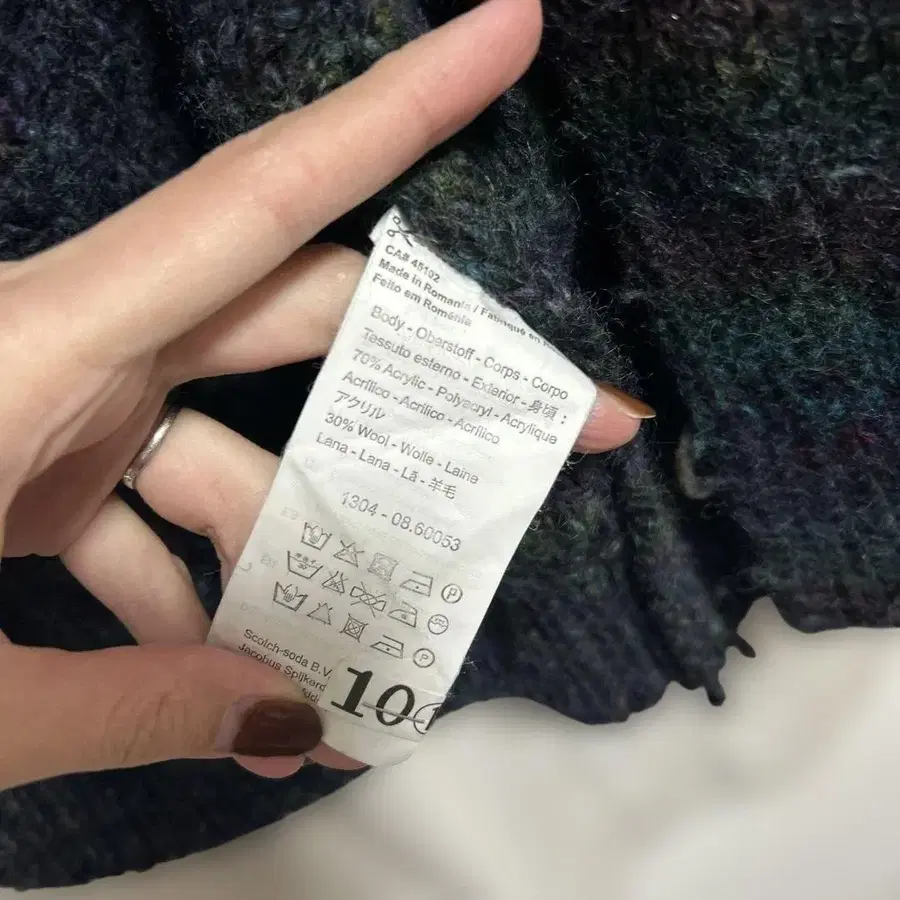 CA# 45102
Made in Romania / Fabriqué en
Feito em Roménia
Body - Oberstoff - Corps - Corpo
Tessuto esterno - Exterior - 身頃 :
70% Acrylic - Polyacryl - Acrylique
Acrílico - Acrílico - Acrílico
アクリル
30% Wool - Wolle - Laine
Lana - Lana - Lã - 羊毛
1304 - 08.60053
P
P
Scotch-soda B.V.
Jacobus Spijkerd
10